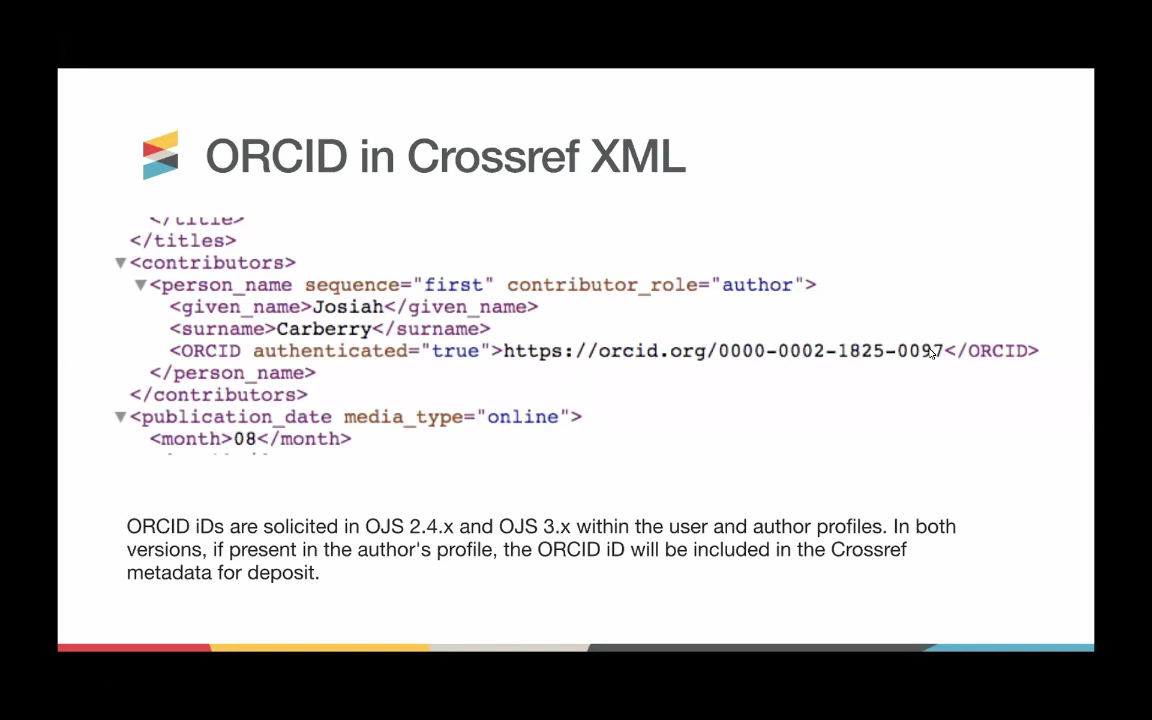 ORCID in Crossref XML
</title>
</titles>
▼<contributors>
▼<person_name sequence="first" contributor_role="author">
<given_name>Josiah</given_name>
<surname>Carberry</surname>
<ORCID authenticated="true">https://orcid.org/0000-0002-1825-0097</ORCID>
</person_name>
</contributors>
▼<publication_date media_type="online">
<month>08</month>
ORCID iDs are solicited in OJS 2.4.x and OJS 3.x within the user and author profiles. In both
versions, if present in the author's profile, the ORCID iD will be included in the Crossref
metadata for deposit.